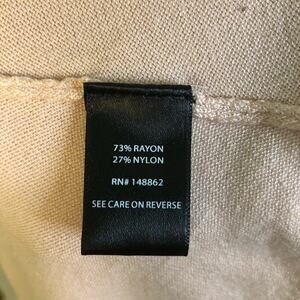 73% RAYON
27% NYLON
RN# 148862
SEE CARE ON REVERSE